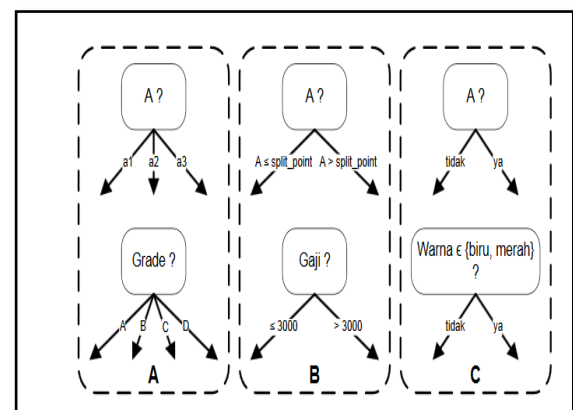 A ?
a1 a2 a3
Grade ?
A B C D
A
A ?
A ≤ split_point A > split_point
Gaji ?
≤ 3000 > 3000
B
A ?
tidak ya
Warna ϵ {biru, merah}
?
tidak ya
C